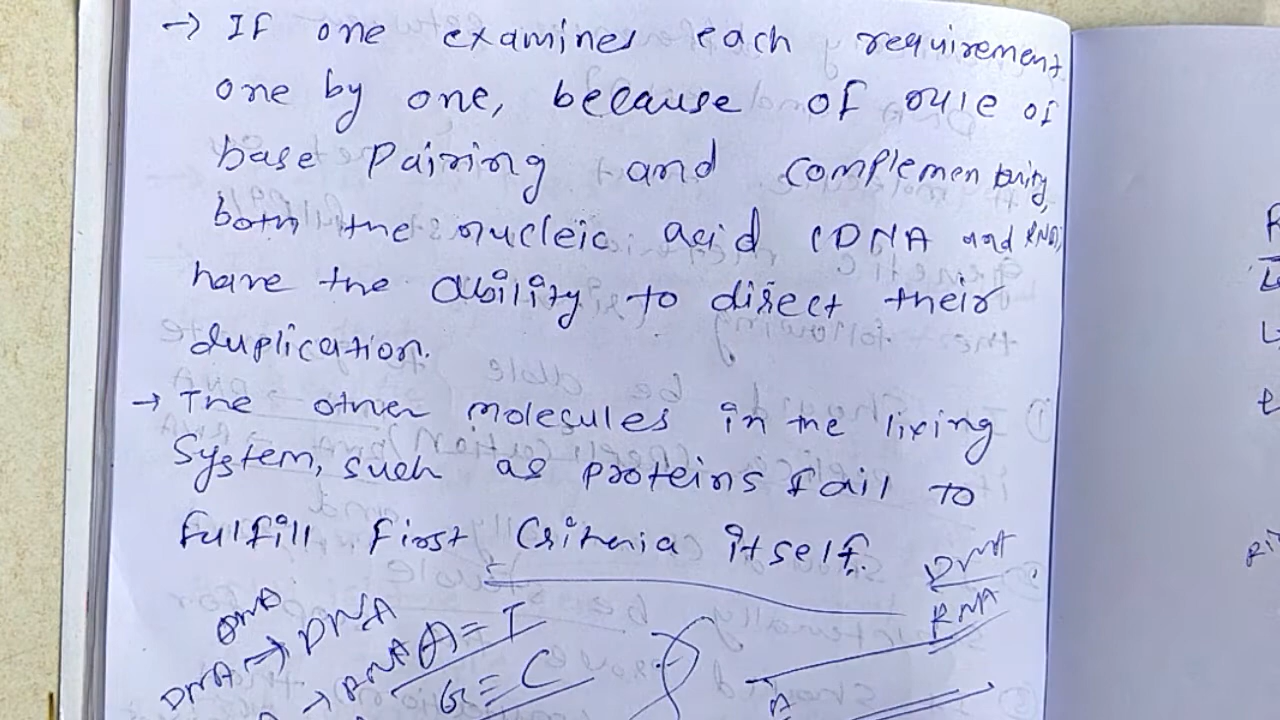 → If one examines each requirement
one by one, because of rule of
base pairing and complementarity,
both the nucleic acid (DNA and RNA)
have the ability to direct their
duplication.
→ The other molecules in the living
System, such as proteins fail to
fulfill first Criteria itself.
DNA
RNA
DNA
DNA → DNA
→ RNA
A = T
G ≡ C
A